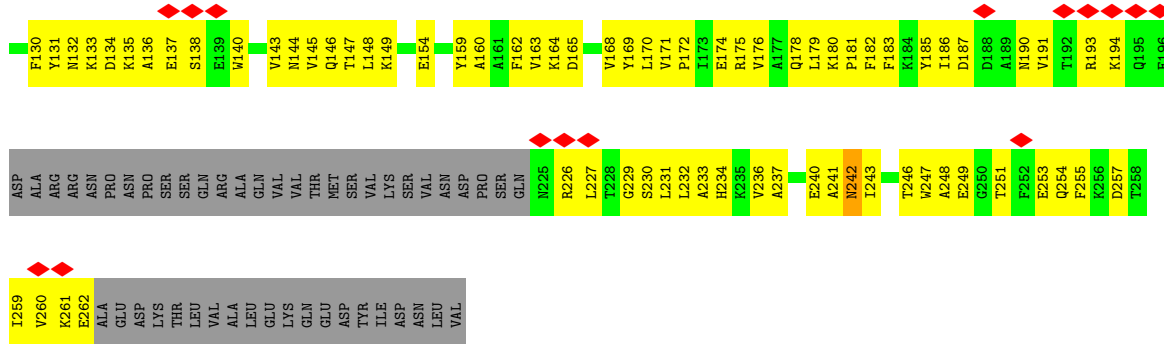 F130 Y131 N132 K133 D134 K135 A136 E137 S138 E139 W140 V143 N144 V145 Q146 T147 L148 K149 E154 Y159 A160 A161 F162 V163 K164 D165 V168 Y169 L170 V171 P172 I173 E174 R175 V176 A177 Q178 L179 K180 P181 F182 F183 K184 Y185 I186 D187 D188 A189 N190 V191 T192 R193 K194 Q195
ASP ALA ARG ARG ASN PRO ASN PRO SER SER GLN ARG ALA GLN VAL VAL THR MET SER VAL LYS SER VAL ASN ASP PRO SER GLN N225 R226 L227 T228 G229 S230 L231 L232 A233 H234 K235 V236 A237 E240 A241 N242 I243 T246 W247 A248 E249 G250 T251 F252 E253 Q254 F255 K256 D257 T258
I259 V260 K261 E262 ALA GLU ASP LYS THR LEU VAL ALA LEU GLU LYS GLN GLU ASP TYR ILE ASP ASN LEU VAL